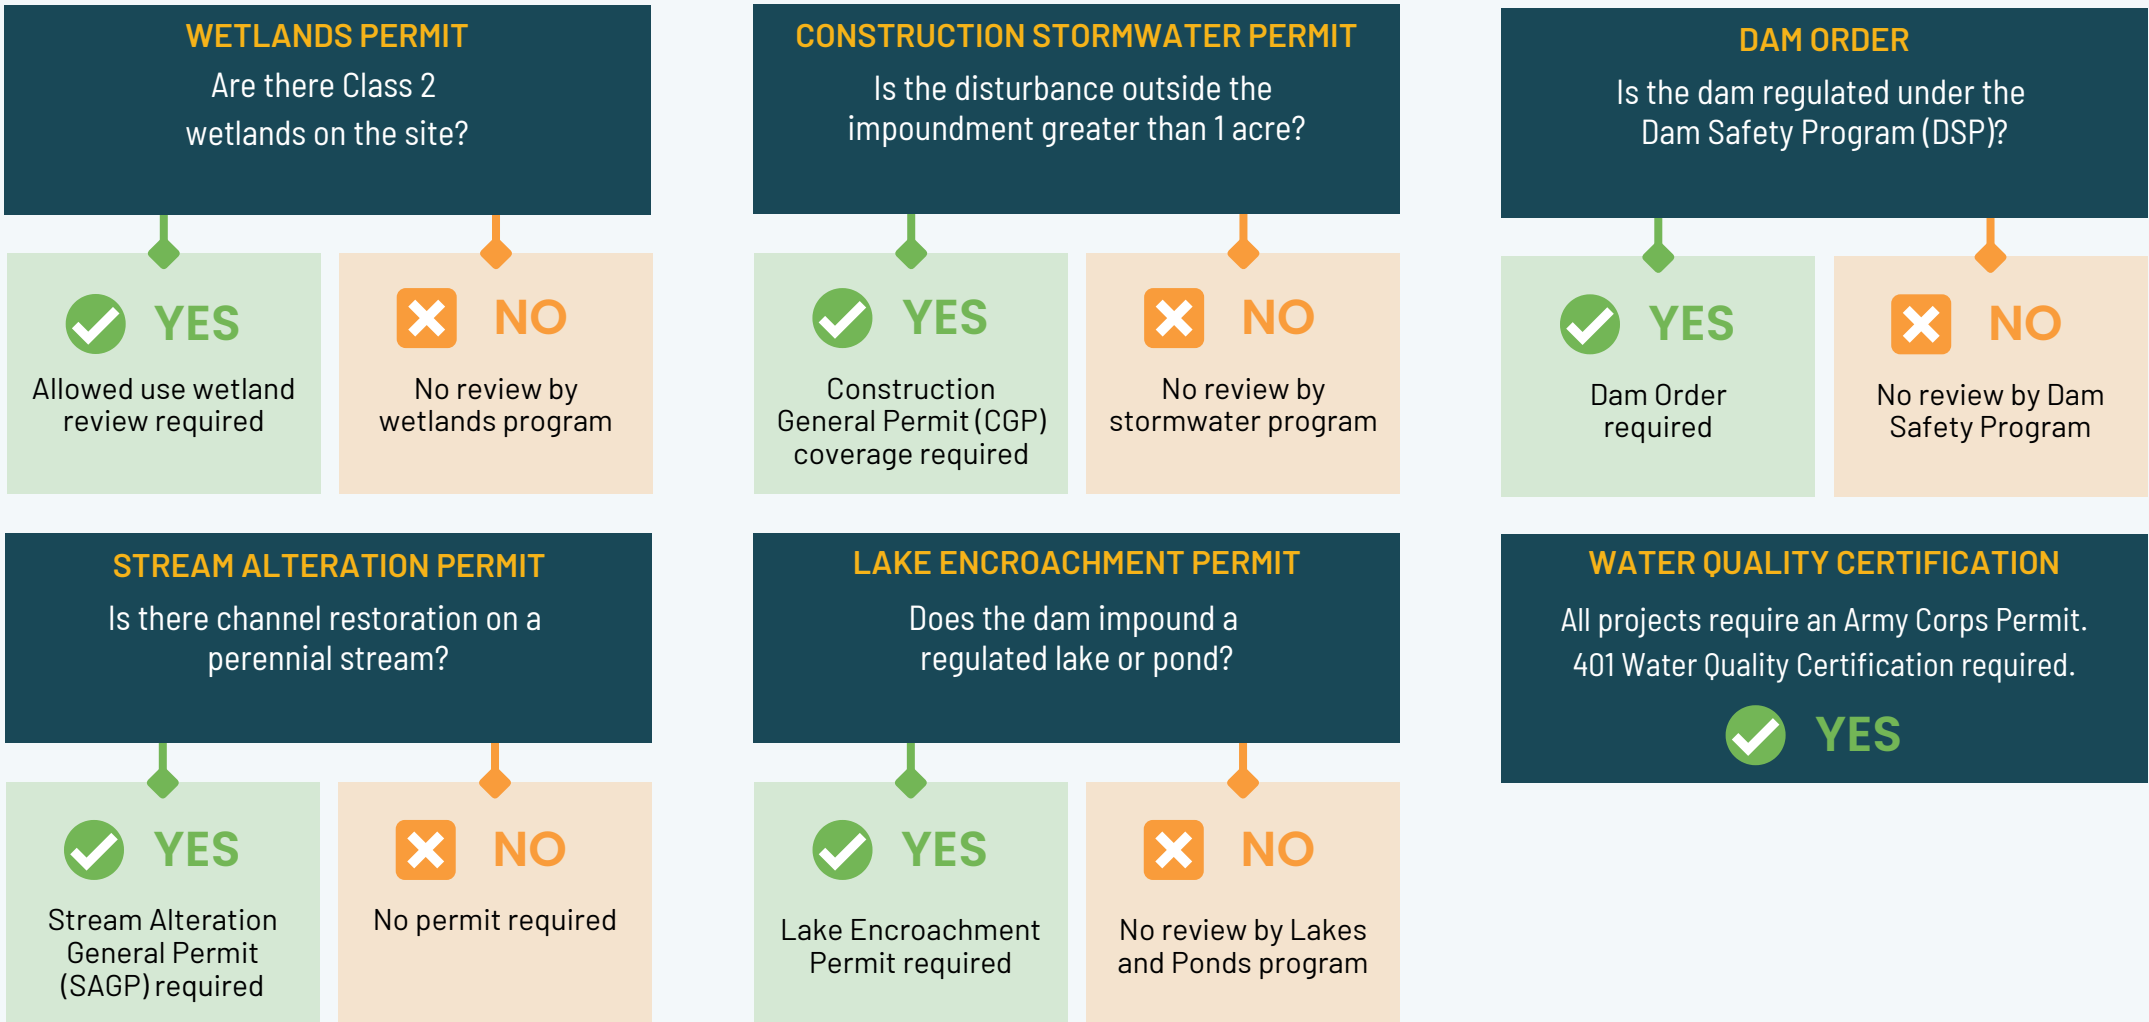 WETLANDS PERMIT
Are there Class 2
wetlands on the site?
YES
Allowed use wetland
review required
NO
No review by
wetlands program
CONSTRUCTION STORMWATER PERMIT
Is the disturbance outside the
impoundment greater than 1 acre?
YES
Construction
General Permit (CGP)
coverage required
NO
No review by
stormwater program
DAM ORDER
Is the dam regulated under the
Dam Safety Program (DSP)?
YES
Dam Order
required
NO
No review by Dam
Safety Program
STREAM ALTERATION PERMIT
Is there channel restoration on a
perennial stream?
YES
Stream Alteration
General Permit
(SAGP) required
NO
No permit required
LAKE ENCROACHMENT PERMIT
Does the dam impound a
regulated lake or pond?
YES
Lake Encroachment
Permit required
NO
No review by Lakes
and Ponds program
WATER QUALITY CERTIFICATION
All projects require an Army Corps Permit.
401 Water Quality Certification required.
YES